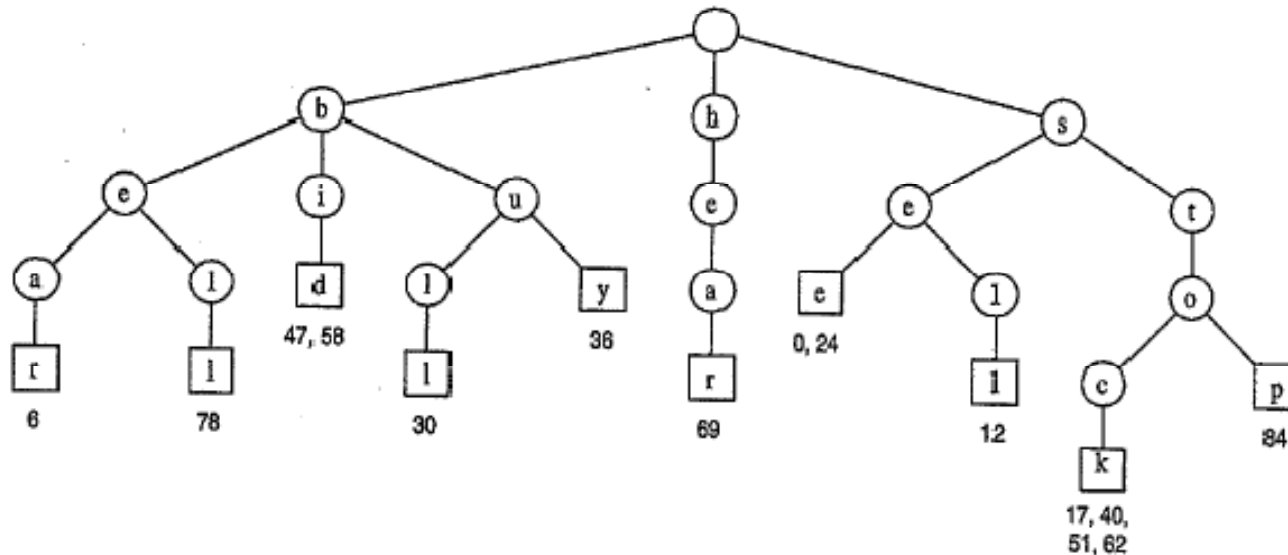 b h s
e i u e e t
a l d l y a e l o
47, 58 36 0, 24
r l l r l c p
6 78 30 69 12 84
k
17, 40,
51, 62